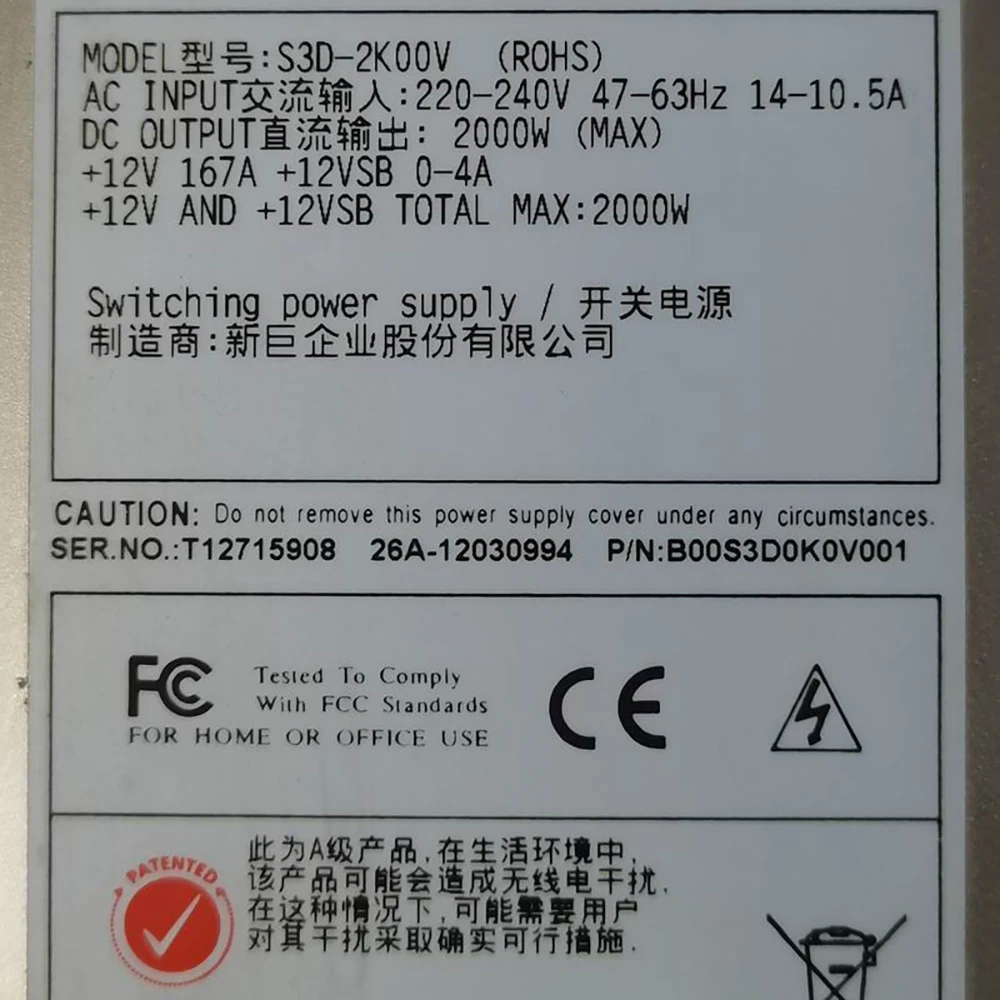 MODEL型号:S3D-2K00V (ROHS)
AC INPUT交流输入:220-240V 47-63Hz 14-10.5A
DC OUTPUT直流输出: 2000W (MAX)
+12V 167A +12VSB 0-4A
+12V AND +12VSB TOTAL MAX:2000W
Switching power supply / 开关电源
制造商:新巨企业股份有限公司
CAUTION: Do not remove this power supply cover under any circumstances.
SER.NO.:T12715908 26A-12030994 P/N:B00S3D0K0V001
FC Tested To Comply
With FCC Standards
FOR HOME OR OFFICE USE
CE
PATENTED
此为A级产品,在生活环境中,
该产品可能会造成无线电干扰.
在这种情况下,可能需要用户
对其干扰采取确实可行措施.